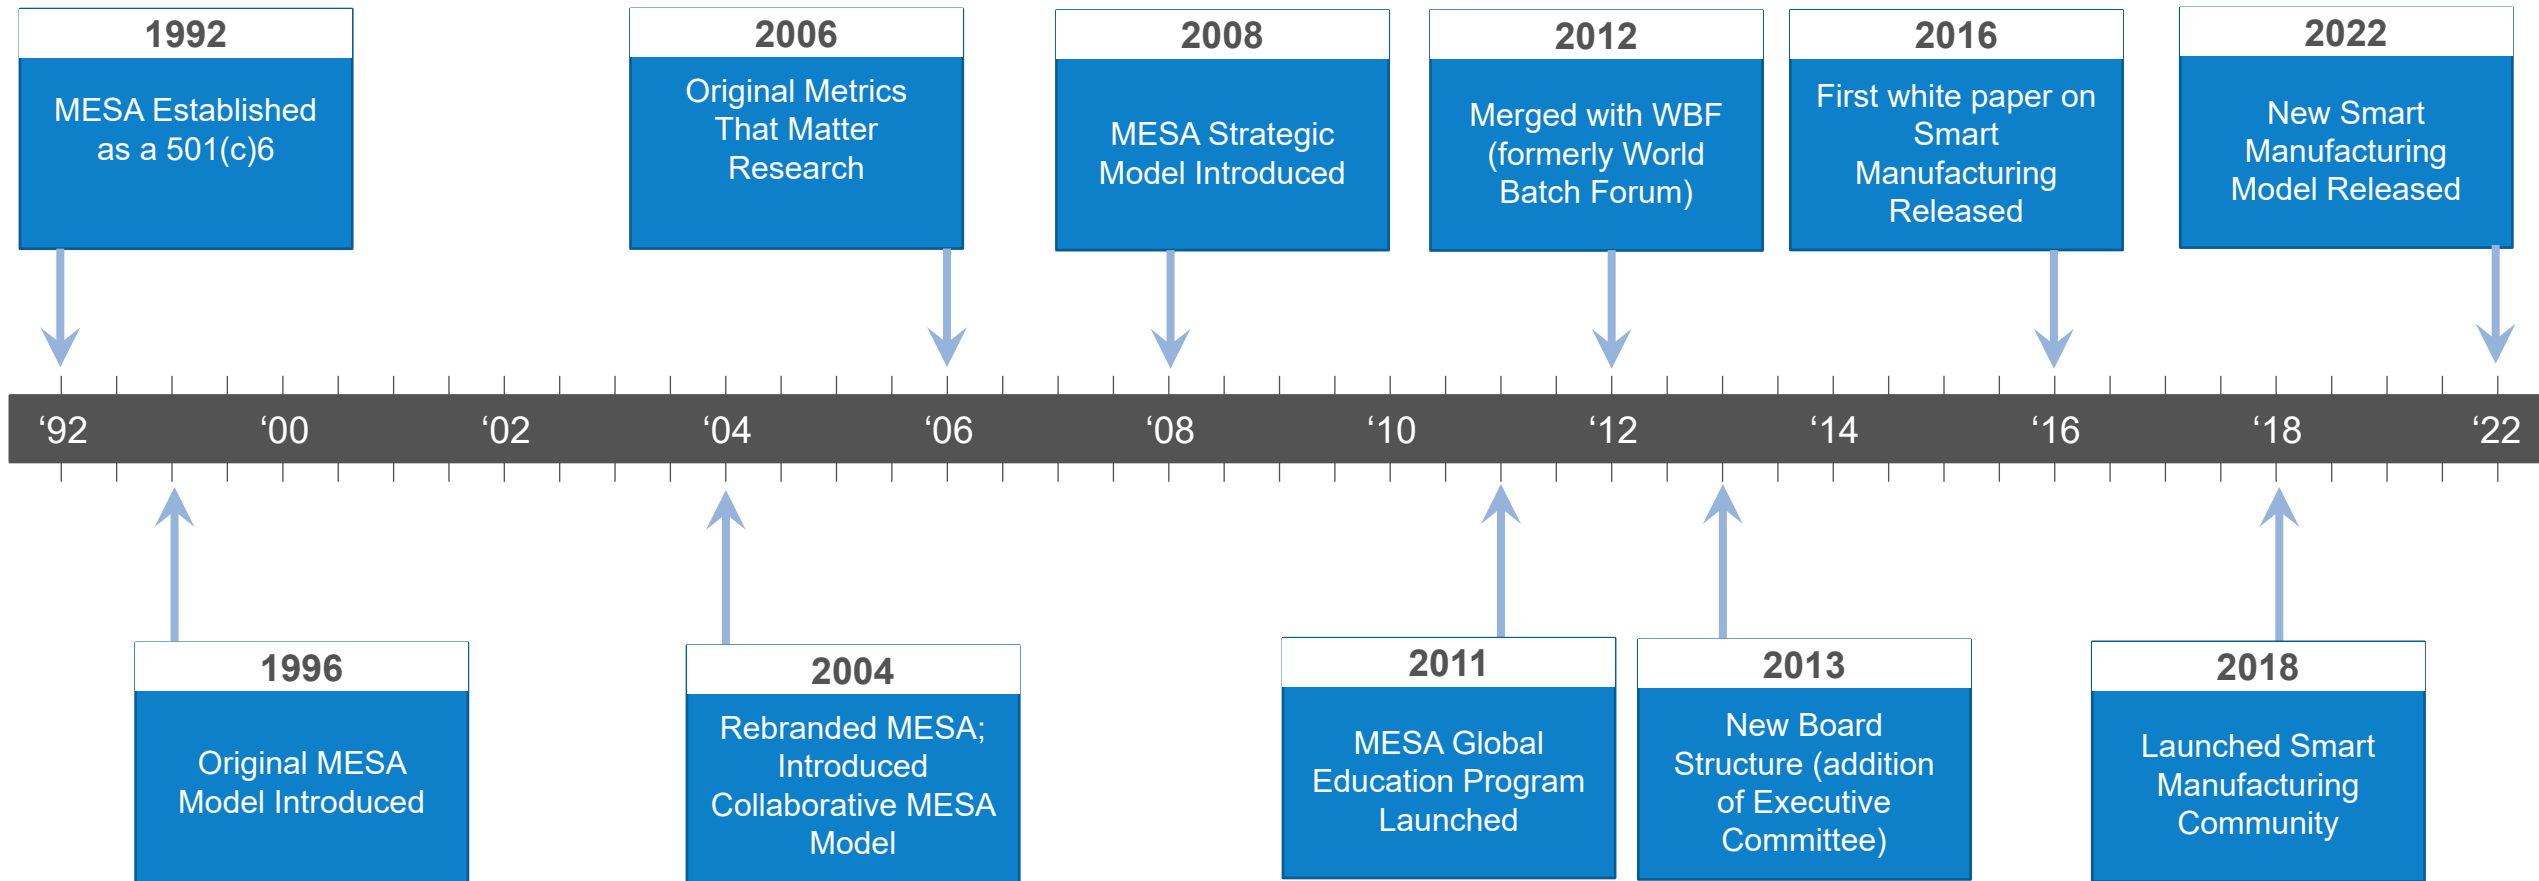 1992
MESA Established
as a 501(c)6
2006
Original Metrics
That Matter
Research
2008
MESA Strategic
Model Introduced
2012
Merged with WBF
(formerly World
Batch Forum)
2016
First white paper on
Smart
Manufacturing
Released
2022
New Smart
Manufacturing
Model Released
‘92 ‘00 ‘02 ‘04 ‘06 ‘08 ‘10 ‘12 ‘14 ‘16 ‘18 ‘22
1996
Original MESA
Model Introduced
2004
Rebranded MESA;
Introduced
Collaborative MESA
Model
2011
MESA Global
Education Program
Launched
2013
New Board
Structure (addition
of Executive
Committee)
2018
Launched Smart
Manufacturing
Community